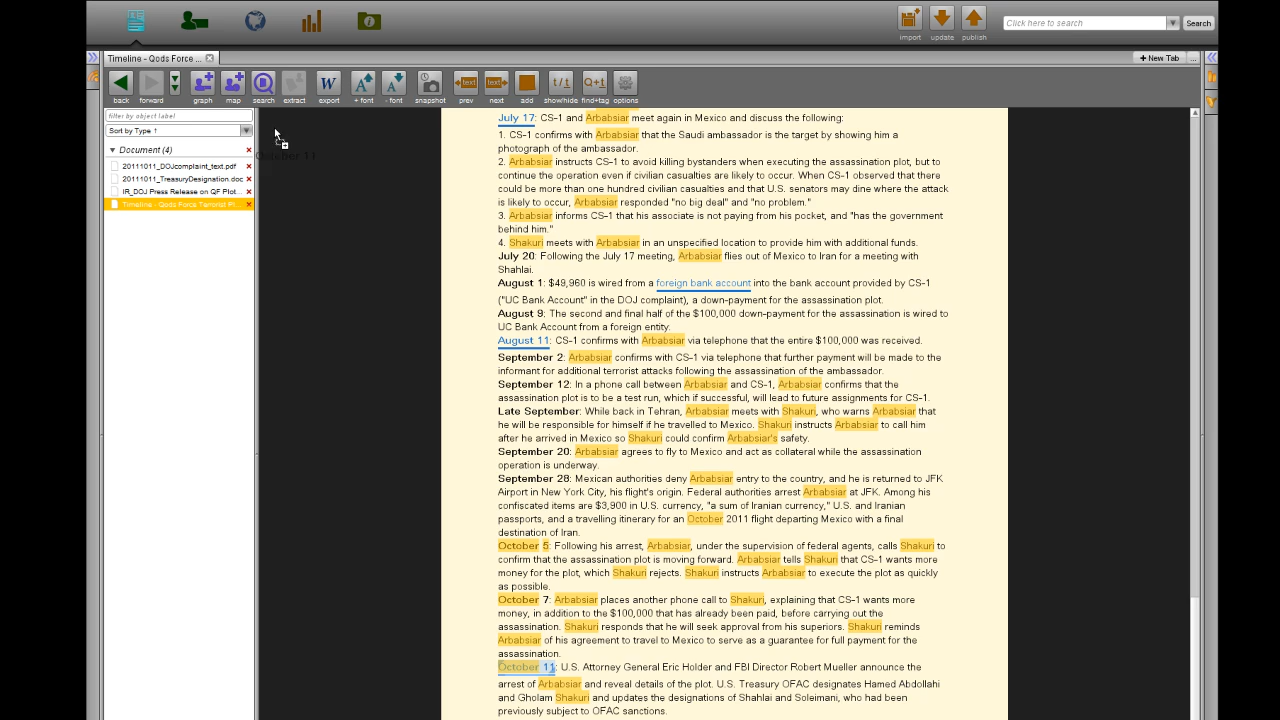 import
update
publish
Click here to search
Search
Timeline - Qods Force ...
+ New Tab
...
back
forward
graph
map
search
extract
W
export
A
+ font
A
- font
snapshot
text
prev
text
next
add
t / t
show/hide
Q+t
find+tag
options
filter by object label
Sort by Type ↑
Document (4)
20111011_DOJcomplaint_text.pdf
20111011_TreasuryDesignation.doc
IR_DOJ Press Release on QF Plot...
Timeline - Qods Force Terrorist Pl...
October 11
July 17: CS-1 and Arbabsiar meet again in Mexico and discuss the following:
1. CS-1 confirms with Arbabsiar that the Saudi ambassador is the target by showing him a
photograph of the ambassador.
2. Arbabsiar instructs CS-1 to avoid killing bystanders when executing the assassination plot, but to
continue the operation even if civilian casualties are likely to occur. When CS-1 observed that there
could be more than one hundred civilian casualties and that U.S. senators may dine where the attack
is likely to occur, Arbabsiar responded "no big deal" and "no problem."
3. Arbabsiar informs CS-1 that his associate is not paying from his pocket, and "has the government
behind him."
4. Shakuri meets with Arbabsiar in an unspecified location to provide him with additional funds.
July 20: Following the July 17 meeting, Arbabsiar flies out of Mexico to Iran for a meeting with
Shahlai.
August 1: $49,960 is wired from a foreign bank account into the bank account provided by CS-1
("UC Bank Account" in the DOJ complaint), a down-payment for the assassination plot.
August 9: The second and final half of the $100,000 down-payment for the assassination is wired to
UC Bank Account from a foreign entity.
August 11: CS-1 confirms with Arbabsiar via telephone that the entire $100,000 was received.
September 2: Arbabsiar confirms with CS-1 via telephone that further payment will be made to the
informant for additional terrorist attacks following the assassination of the ambassador.
September 12: In a phone call between Arbabsiar and CS-1, Arbabsiar confirms that the
assassination plot is to be a test run, which if successful, will lead to future assignments for CS-1.
Late September: While back in Tehran, Arbabsiar meets with Shakuri, who warns Arbabsiar that
he will be responsible for himself if he travelled to Mexico. Shakuri instructs Arbabsiar to call him
after he arrived in Mexico so Shakuri could confirm Arbabsiar's safety.
September 20: Arbabsiar agrees to fly to Mexico and act as collateral while the assassination
operation is underway.
September 28: Mexican authorities deny Arbabsiar entry to the country, and he is returned to JFK
Airport in New York City, his flight's origin. Federal authorities arrest Arbabsiar at JFK. Among his
confiscated items are $3,900 in U.S. currency, "a sum of Iranian currency," U.S. and Iranian
passports, and a travelling itinerary for an October 2011 flight departing Mexico with a final
destination of Iran.
October 5: Following his arrest, Arbabsiar, under the supervision of federal agents, calls Shakuri to
confirm that the assassination plot is moving forward. Arbabsiar tells Shakuri that CS-1 wants more
money for the plot, which Shakuri rejects. Shakuri instructs Arbabsiar to execute the plot as quickly
as possible.
October 7: Arbabsiar places another phone call to Shakuri, explaining that CS-1 wants more
money, in addition to the $100,000 that has already been paid, before carrying out the
assassination. Shakuri responds that he will seek approval from his superiors. Shakuri reminds
Arbabsiar of his agreement to travel to Mexico to serve as a guarantee for full payment for the
assassination.
October 11: U.S. Attorney General Eric Holder and FBI Director Robert Mueller announce the
arrest of Arbabsiar and reveal details of the plot. U.S. Treasury OFAC designates Hamed Abdollahi
and Gholam Shakuri and updates the designations of Shahlai and Soleimani, who had been
previously subject to OFAC sanctions.